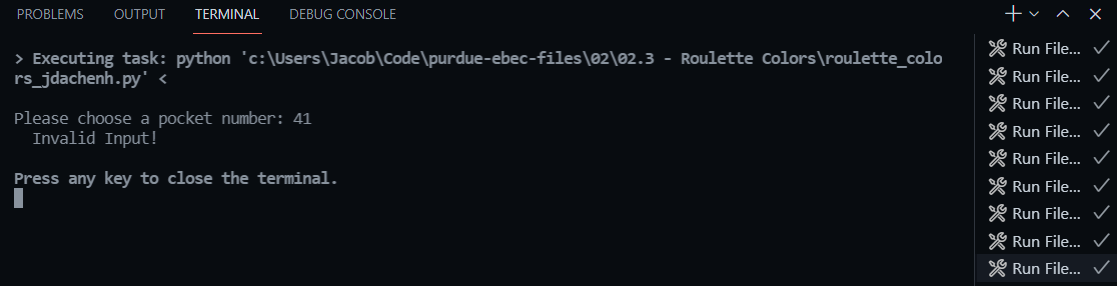 PROBLEMS OUTPUT TERMINAL DEBUG CONSOLE
> Executing task: python 'c:\Users\Jacob\Code\purdue-ebec-files\02\02.3 - Roulette Colors\roulette_colo
rs_jdachenh.py' <
Please choose a pocket number: 41
Invalid Input!
Press any key to close the terminal.
Run File...
Run File...
Run File...
Run File...
Run File...
Run File...
Run File...
Run File...
Run File...